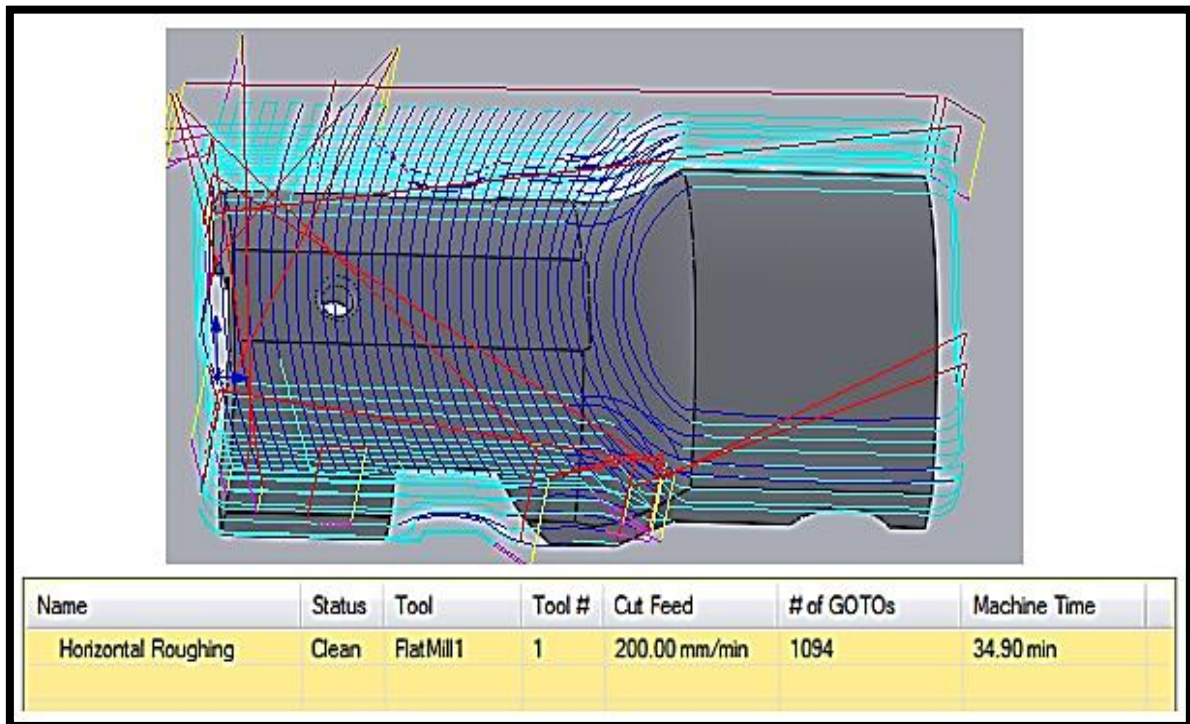 Name Status Tool Tool # Cut Feed # of GOTOs Machine Time
Horizontal Roughing Clean FlatMill1 1 200.00 mm/min 1094 34.90 min